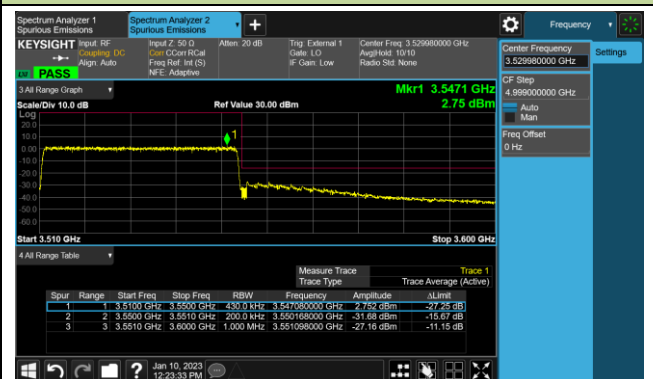 Spectrum Analyzer 1
Spurious Emissions
Spectrum Analyzer 2
Spurious Emissions
Frequency
KEYSIGHT
Input: RF
Coupling: DC
Align: Auto
Input Z: 50 Ω
Corr CCorr RCal
Freq Ref: Int (S)
NFE: Adaptive
Atten: 20 dB
Trig: External 1
Gate: LO
IF Gain: Low
Center Freq: 3.529980000 GHz
Avg|Hold: 10/10
Radio Std: None
PASS
Center Frequency
3.529980000 GHz
Settings
CF Step
4.999000000 GHz
Auto
Man
Freq Offset
0 Hz
3 All Range Graph
Mkr1 3.5471 GHz
2.75 dBm
Scale/Div 10.0 dB
Ref Value 30.00 dBm
Log
20.0
10.0
0.00
-10.0
-20.0
-30.0
-40.0
-50.0
-60.0
1
Start 3.510 GHz
Stop 3.600 GHz
4 All Range Table
Measure Trace Trace 1
Trace Type Trace Average (Active)
Spur Range Start Freq Stop Freq RBW Frequency Amplitude ΔLimit
1 1 3.5100 GHz 3.5500 GHz 430.0 kHz 3.547080000 GHz 2.752 dBm -27.25 dB
2 2 3.5500 GHz 3.5510 GHz 200.0 kHz 3.550168000 GHz -31.68 dBm -15.67 dB
3 3 3.5510 GHz 3.6000 GHz 1.000 MHz 3.551098000 GHz -27.16 dBm -11.15 dB
Jan 10, 2023
12:23:33 PM